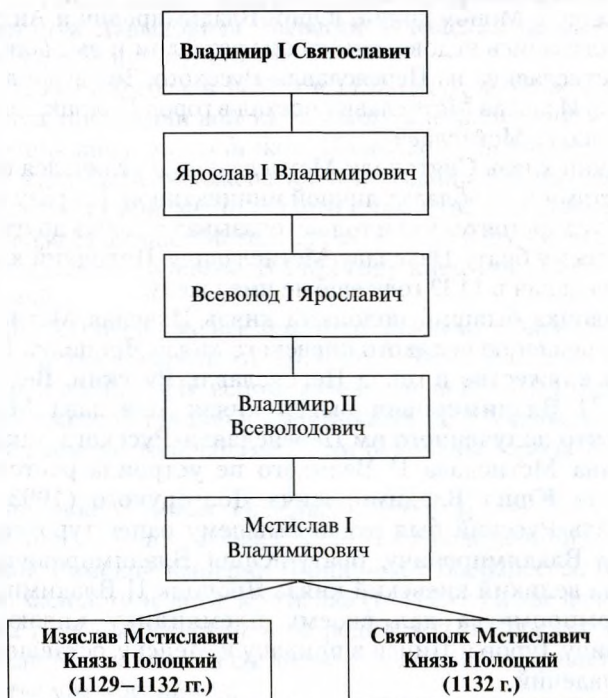 Владимир I Святославич
Ярослав I Владимирович
Всеволод I Ярославич
Владимир II
Всеволодович
Мстислав I
Владимирович
Изяслав Мстиславич
Князь Полоцкий
(1129–1132 гг.)
Святополк Мстиславич
Князь Полоцкий
(1132 г.)